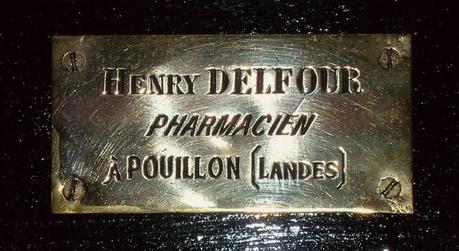 Henry DELFOUR
PHARMACIEN
À POUILLON (LANDES)